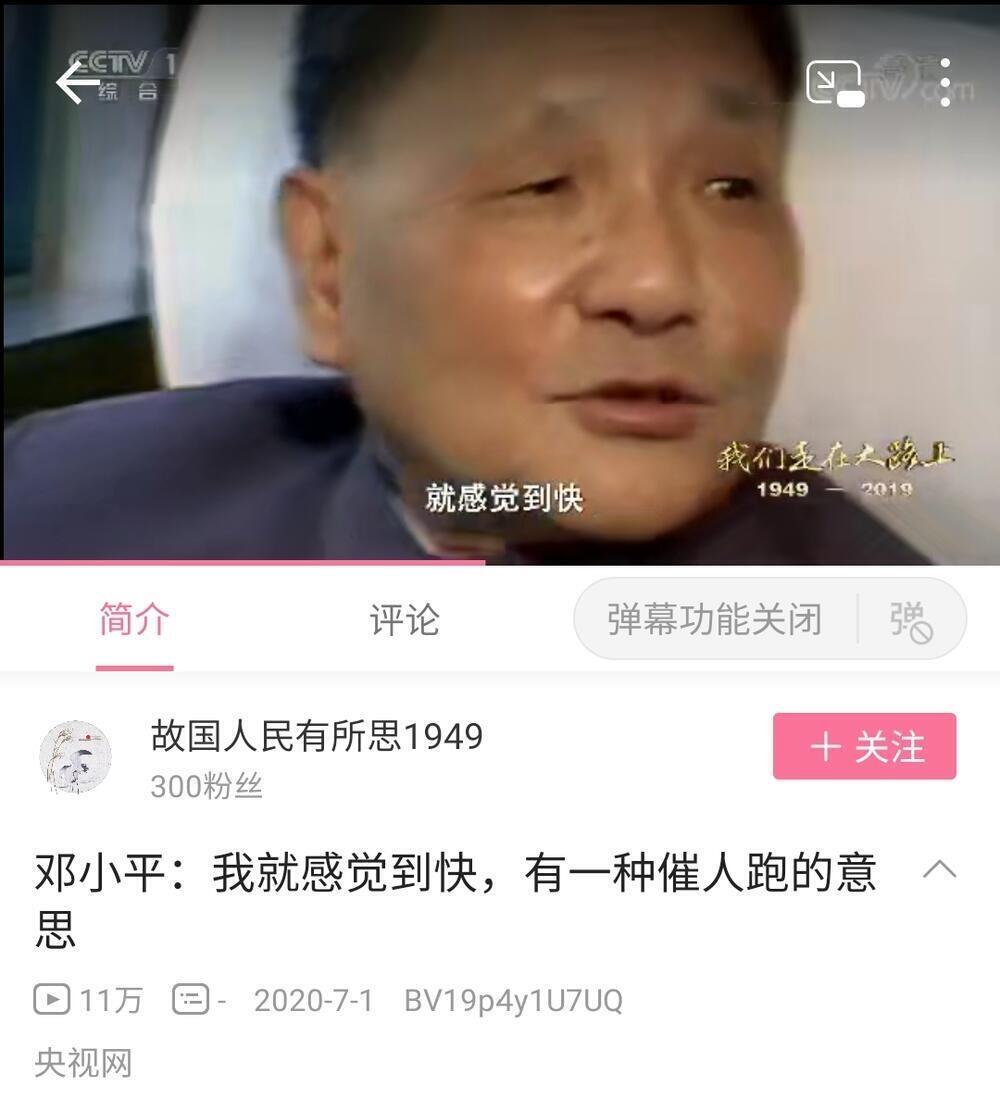 CCTV 1
综合
我们走在大路上
1949 — 2019
就感觉到快
简介
评论
弹幕功能关闭
弹
故国人民有所思1949
300粉丝
+ 关注
邓小平：我就感觉到快，有一种催人跑的意
思
11万
-
2020-7-1
BV19p4y1U7UQ
央视网